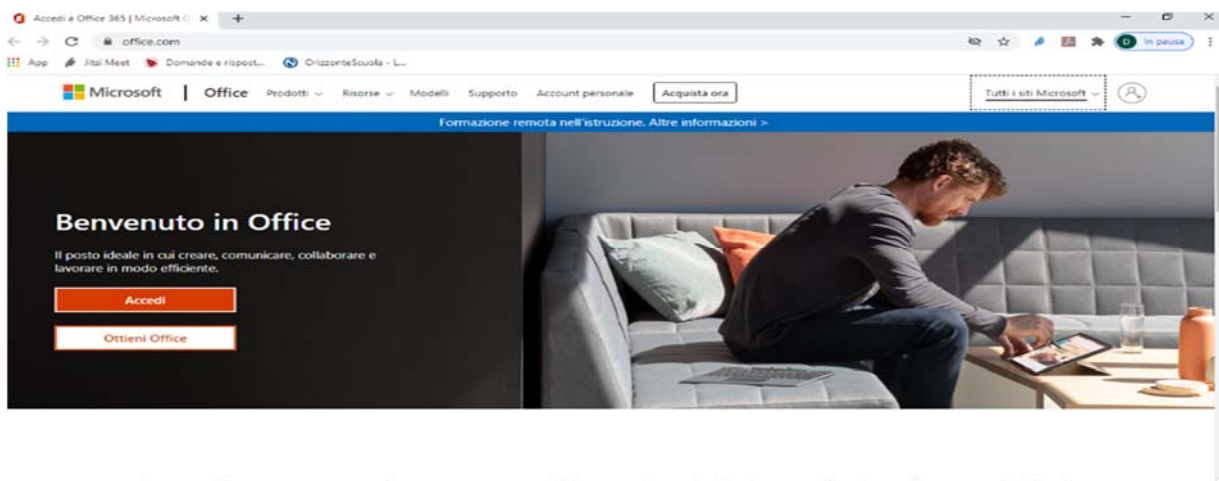 Accedi a Office 365 | Microsoft O
office.com
D In pausa
App Jitsi Meet Domande e rispost... OrizzonteScuola - L...
Microsoft | Office Prodotti Risorse Modelli Supporto Account personale Acquista ora Tutti i siti Microsoft
Formazione remota nell'istruzione. Altre informazioni >
Benvenuto in Office
Il posto ideale in cui creare, comunicare, collaborare e
lavorare in modo efficiente.
Accedi
Ottieni Office